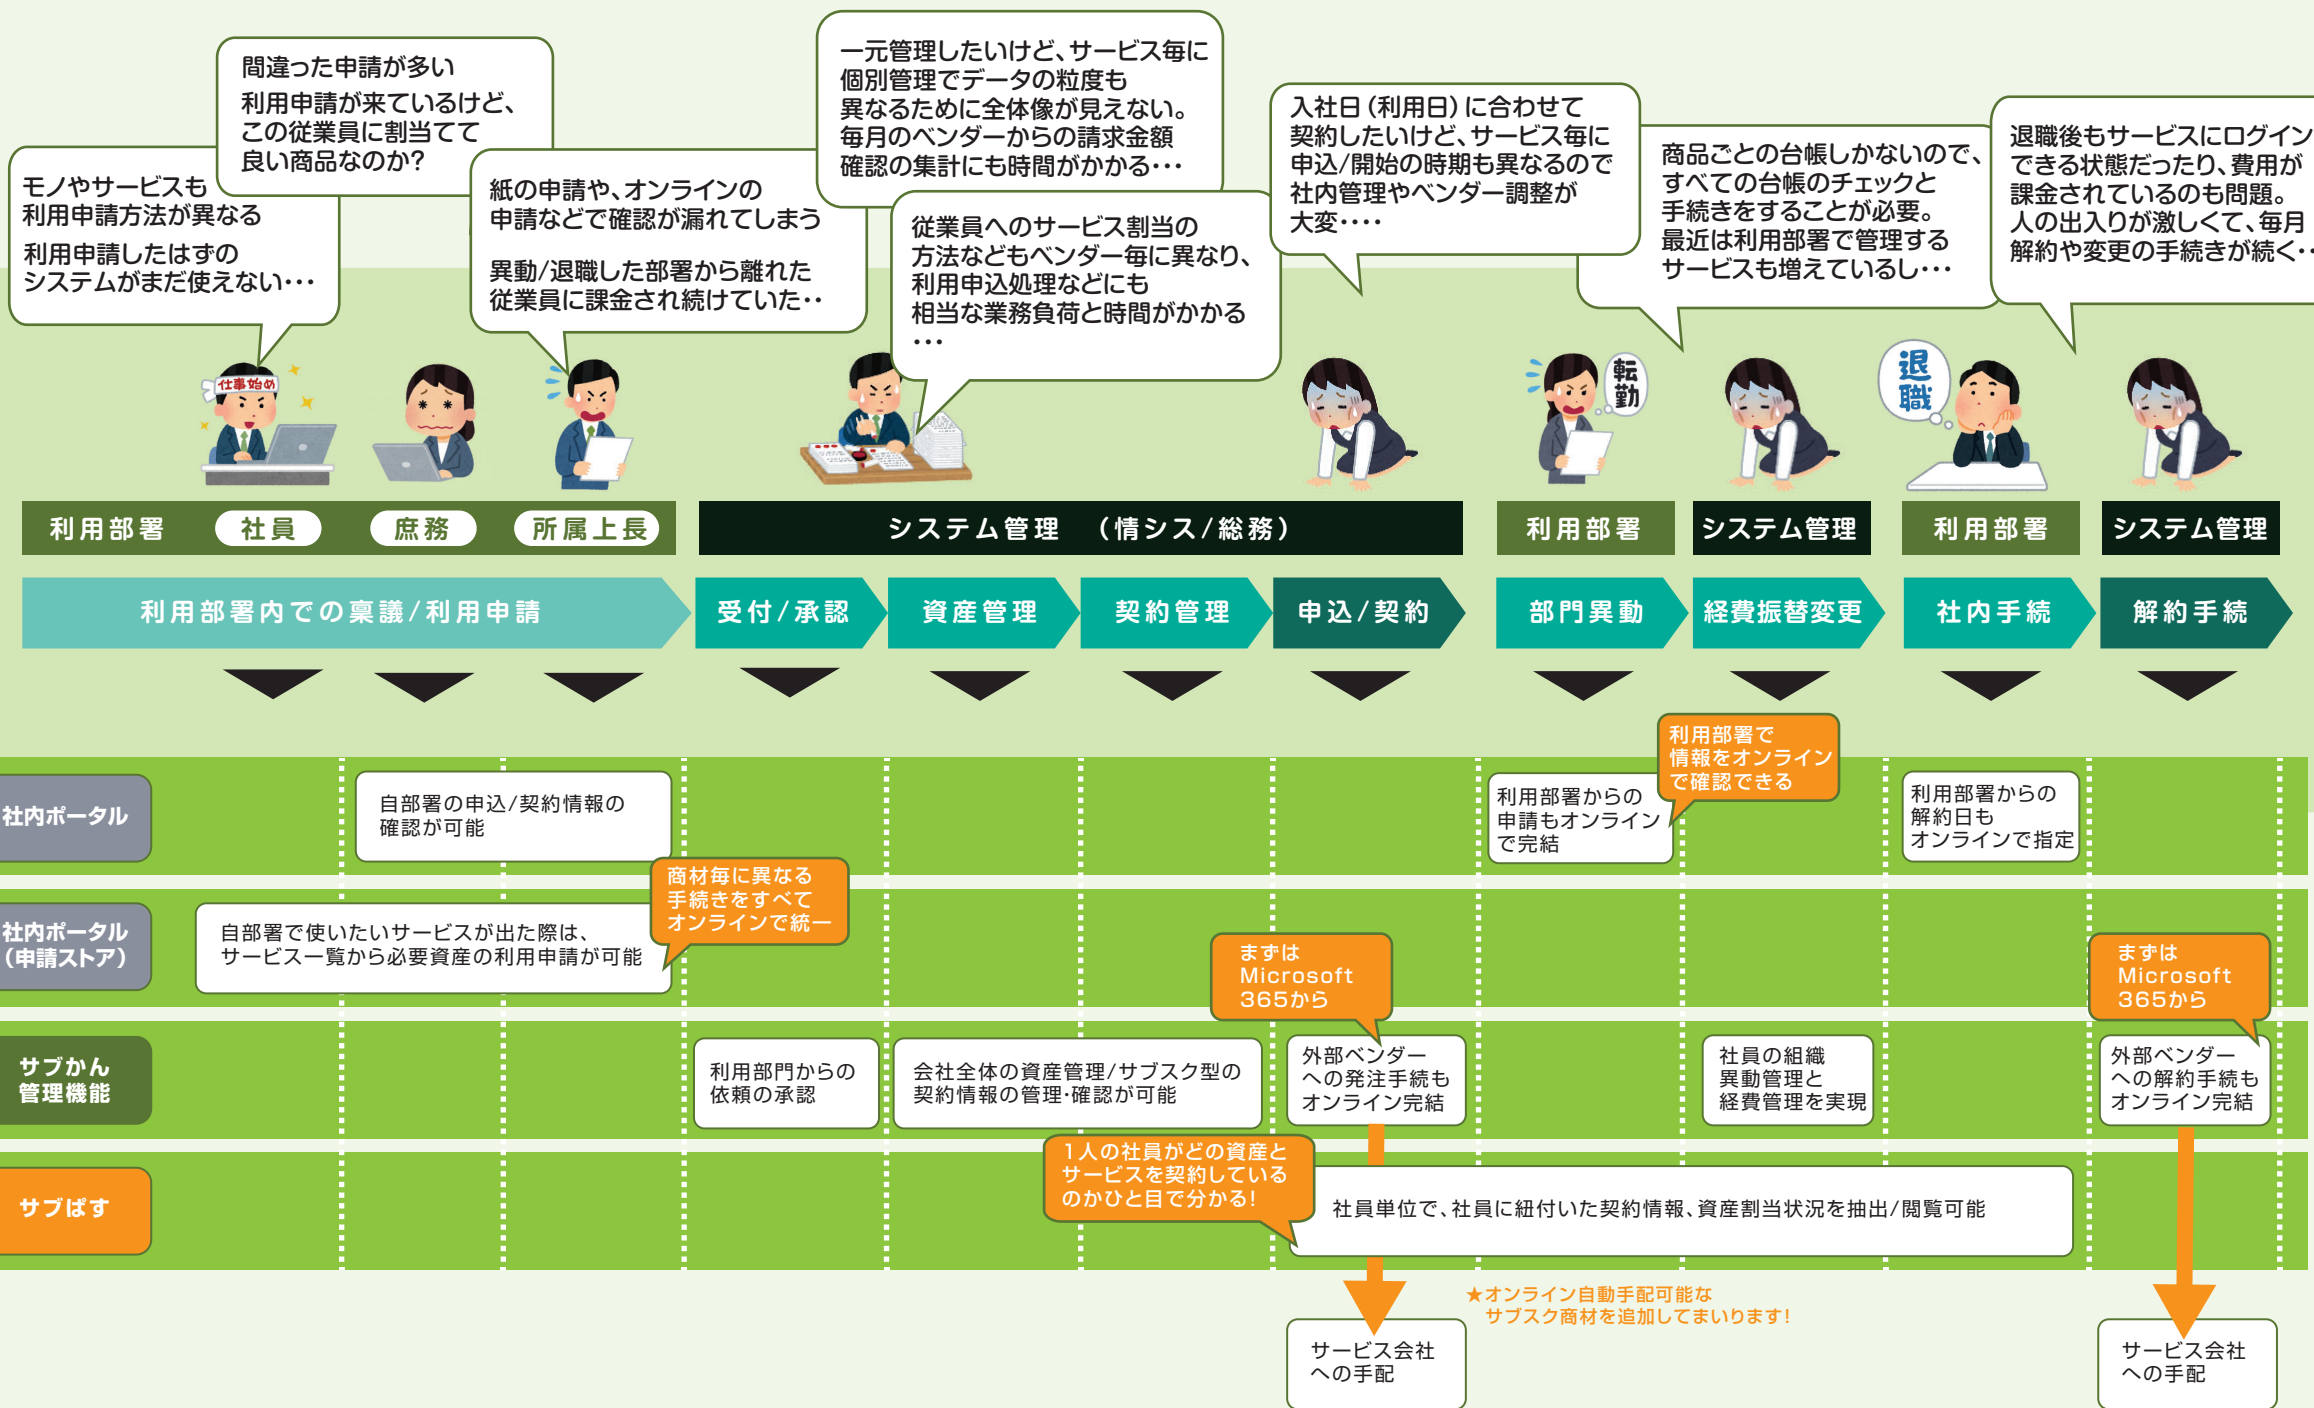 間違った申請が多い
利用申請が来ているけど、
この従業員に割当てて
良い商品なのか？
モノやサービスも
利用申請方法が異なる
利用申請したはずの
システムがまだ使えない・・・
紙の申請や、オンラインの
申請などで確認が漏れてしまう
異動/退職した部署から離れた
従業員に課金され続けていた・・
一元管理したいけど、サービス毎に
個別管理でデータの粒度も
異なるために全体像が見えない。
毎月のベンダーからの請求金額
確認の集計にも時間がかかる・・・
従業員へのサービス割当の
方法などもベンダー毎に異なり、
利用申込処理などにも
相当な業務負荷と時間がかかる
・・・
入社日（利用日）に合わせて
契約したいけど、サービス毎に
申込/開始の時期も異なるので
社内管理やベンダー調整が
大変・・・・
商品ごとの台帳しかないので、
すべての台帳のチェックと
手続きをすることが必要。
最近は利用部署で管理する
サービスも増えているし・・・
退職後もサービスにログイン
できる状態だったり、費用が
課金されているのも問題。
人の出入りが激しくて、毎月
解約や変更の手続きが続く・・
仕事始め
転勤
退職
利用部署 社員 庶務 所属上長
システム管理 （情シス/総務）
利用部署
システム管理
利用部署
システム管理
利用部署内での稟議/利用申請
受付/承認
資産管理
契約管理
申込/契約
部門異動
経費振替変更
社内手続
解約手続
社内ポータル
自部署の申込/契約情報の
確認が可能
利用部署からの
申請もオンライン
で完結
利用部署で
情報をオンライン
で確認できる
利用部署からの
解約日も
オンラインで指定
社内ポータル
（申請ストア）
自部署で使いたいサービスが出た際は、
サービス一覧から必要資産の利用申請が可能
商材毎に異なる
手続きをすべて
オンラインで統一
まずは
Microsoft
365から
まずは
Microsoft
365から
サブかん
管理機能
利用部門からの
依頼の承認
会社全体の資産管理/サブスク型の
契約情報の管理・確認が可能
外部ベンダー
への発注手続も
オンライン完結
社員の組織
異動管理と
経費管理を実現
外部ベンダー
への解約手続も
オンライン完結
サブぱす
1人の社員がどの資産と
サービスを契約している
のかひと目で分かる！
社員単位で、社員に紐付いた契約情報、資産割当状況を抽出/閲覧可能
★オンライン自動手配可能な
サブスク商材を追加してまいります！
サービス会社
への手配
サービス会社
への手配